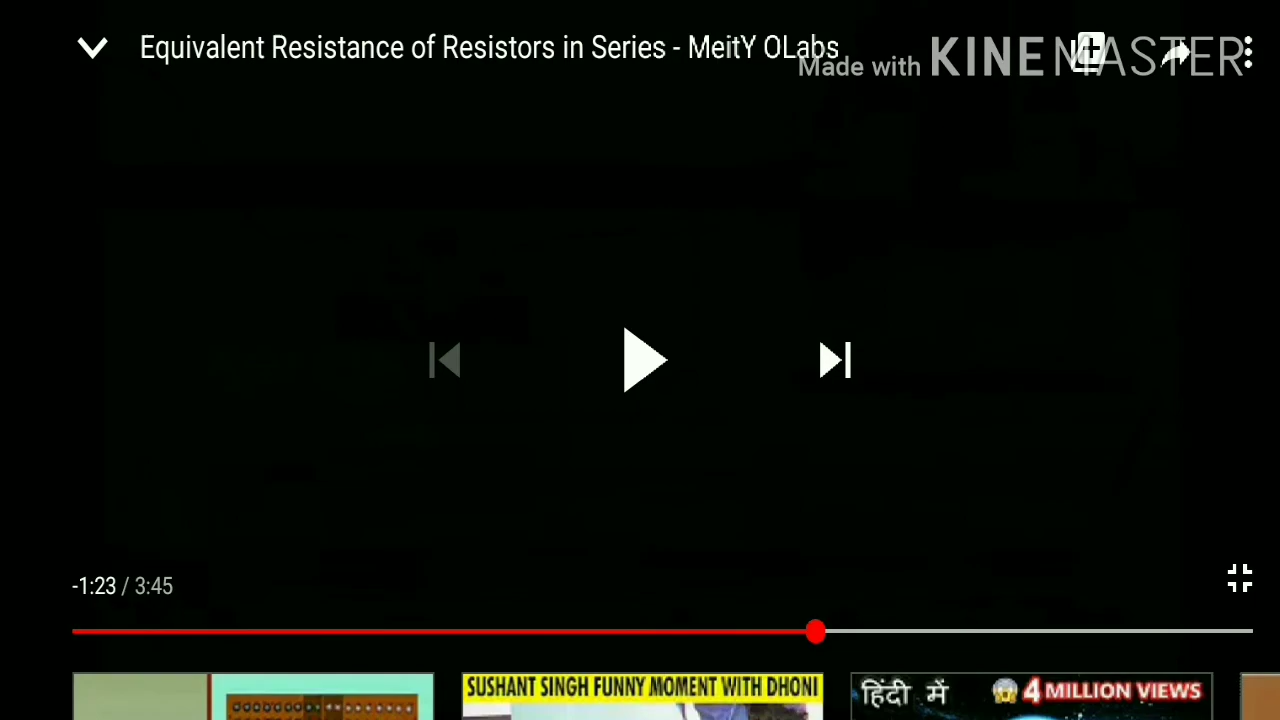 Equivalent Resistance of Resistors in Series - MeitY OLabs
Made with KINEMASTER
-1:23 / 3:45
SUSHANT SINGH FUNNY MOMENT WITH DHONI
हिंदी में 4 MILLION VIEWS